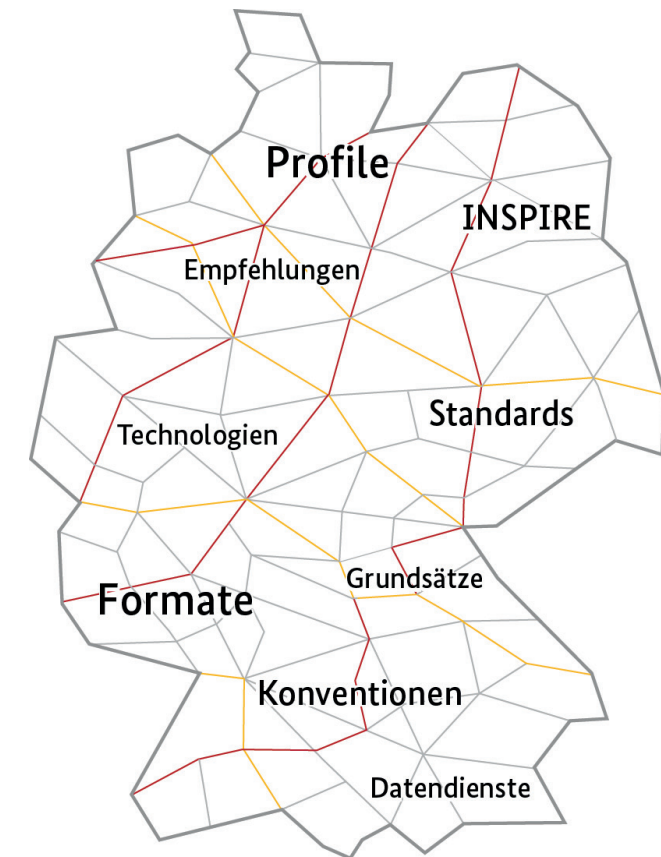 Profile
INSPIRE
Empfehlungen
Standards
Technologien
Grundsätze
Formate
Konventionen
Datendienste